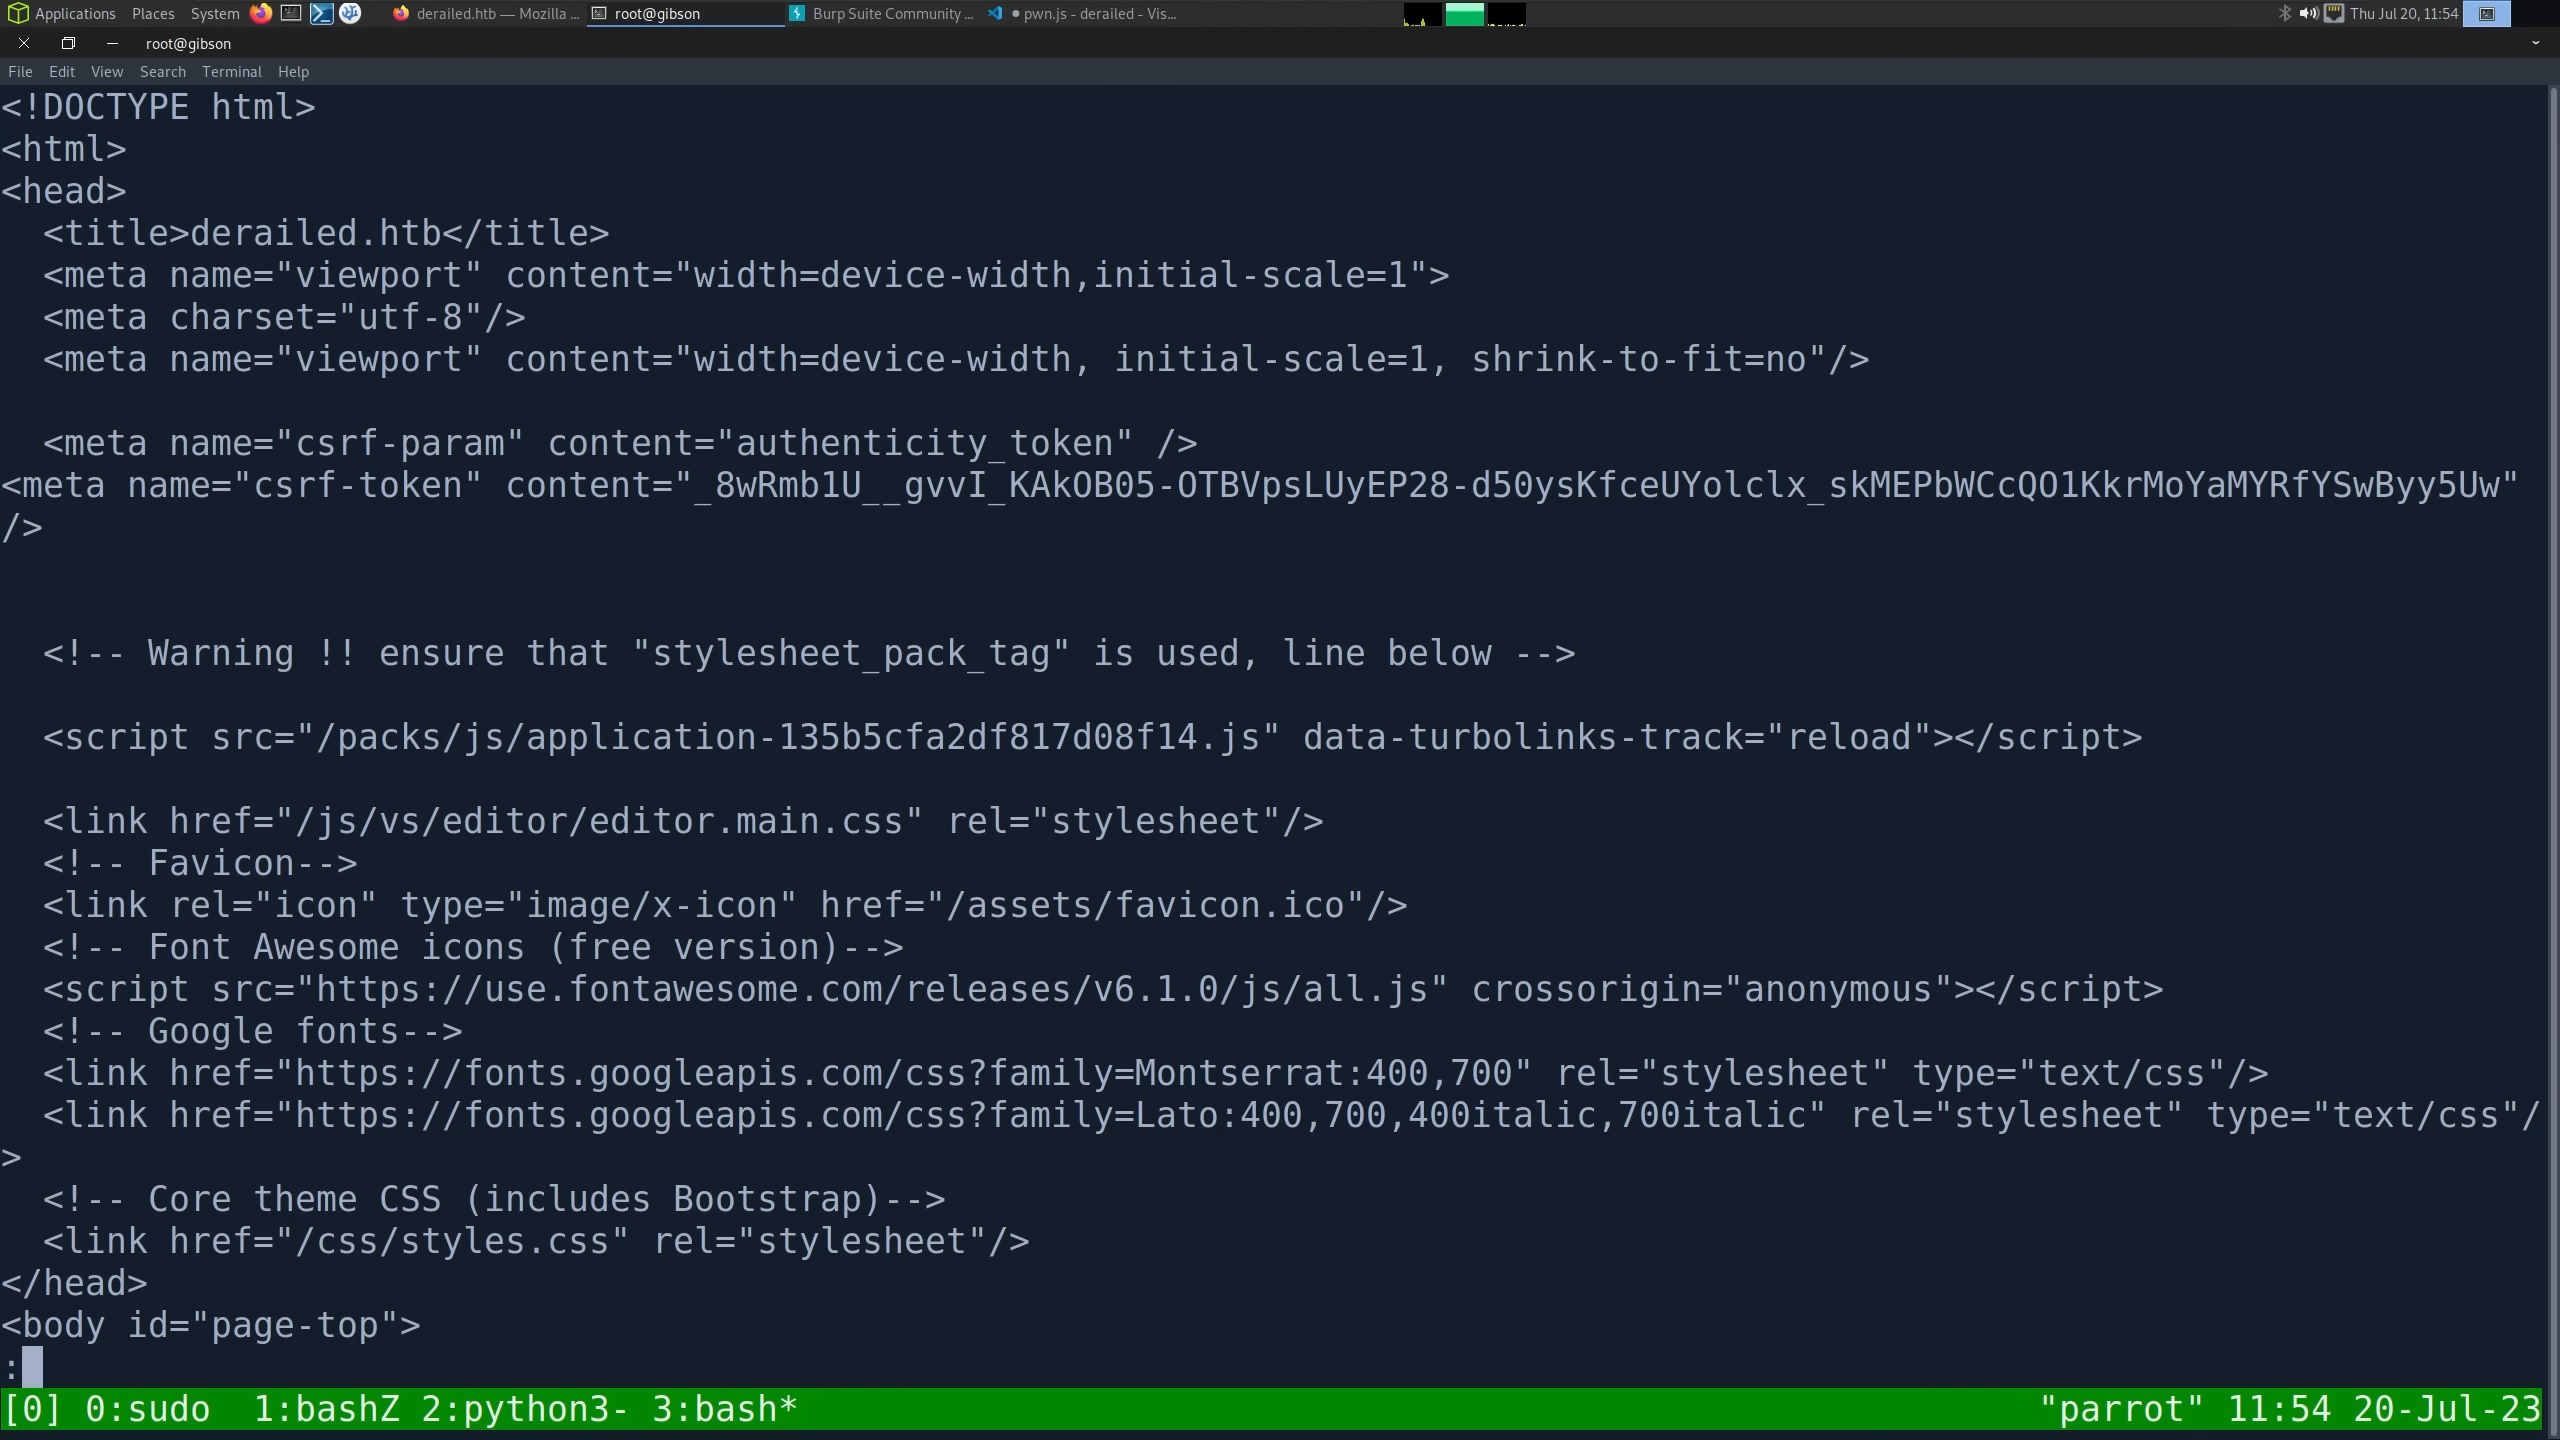 Applications Places System derailed.htb — Mozilla ... root@gibson Burp Suite Community ... ● pwn.js - derailed - Vis... Thu Jul 20, 11:54
root@gibson
File Edit View Search Terminal Help
<!DOCTYPE html>
<html>
<head>
  <title>derailed.htb</title>
  <meta name="viewport" content="width=device-width,initial-scale=1">
  <meta charset="utf-8"/>
  <meta name="viewport" content="width=device-width, initial-scale=1, shrink-to-fit=no"/>
  <meta name="csrf-param" content="authenticity_token" />
<meta name="csrf-token" content="_8wRmb1U__gvvI_KAkOB05-OTBVpsLUyEP28-d50ysKfceUYolclx_skMEPbWCcQO1KkrMoYaMYRfYSwByy5Uw"
/>
  <!-- Warning !! ensure that "stylesheet_pack_tag" is used, line below -->
  <script src="/packs/js/application-135b5cfa2df817d08f14.js" data-turbolinks-track="reload"></script>
  <link href="/js/vs/editor/editor.main.css" rel="stylesheet"/>
  <!-- Favicon-->
  <link rel="icon" type="image/x-icon" href="/assets/favicon.ico"/>
  <!-- Font Awesome icons (free version)-->
  <script src="https://use.fontawesome.com/releases/v6.1.0/js/all.js" crossorigin="anonymous"></script>
  <!-- Google fonts-->
  <link href="https://fonts.googleapis.com/css?family=Montserrat:400,700" rel="stylesheet" type="text/css"/>
  <link href="https://fonts.googleapis.com/css?family=Lato:400,700,400italic,700italic" rel="stylesheet" type="text/css"/
>
  <!-- Core theme CSS (includes Bootstrap)-->
  <link href="/css/styles.css" rel="stylesheet"/>
</head>
<body id="page-top">
:
[0] 0:sudo  1:bashZ 2:python3- 3:bash* "parrot" 11:54 20-Jul-23